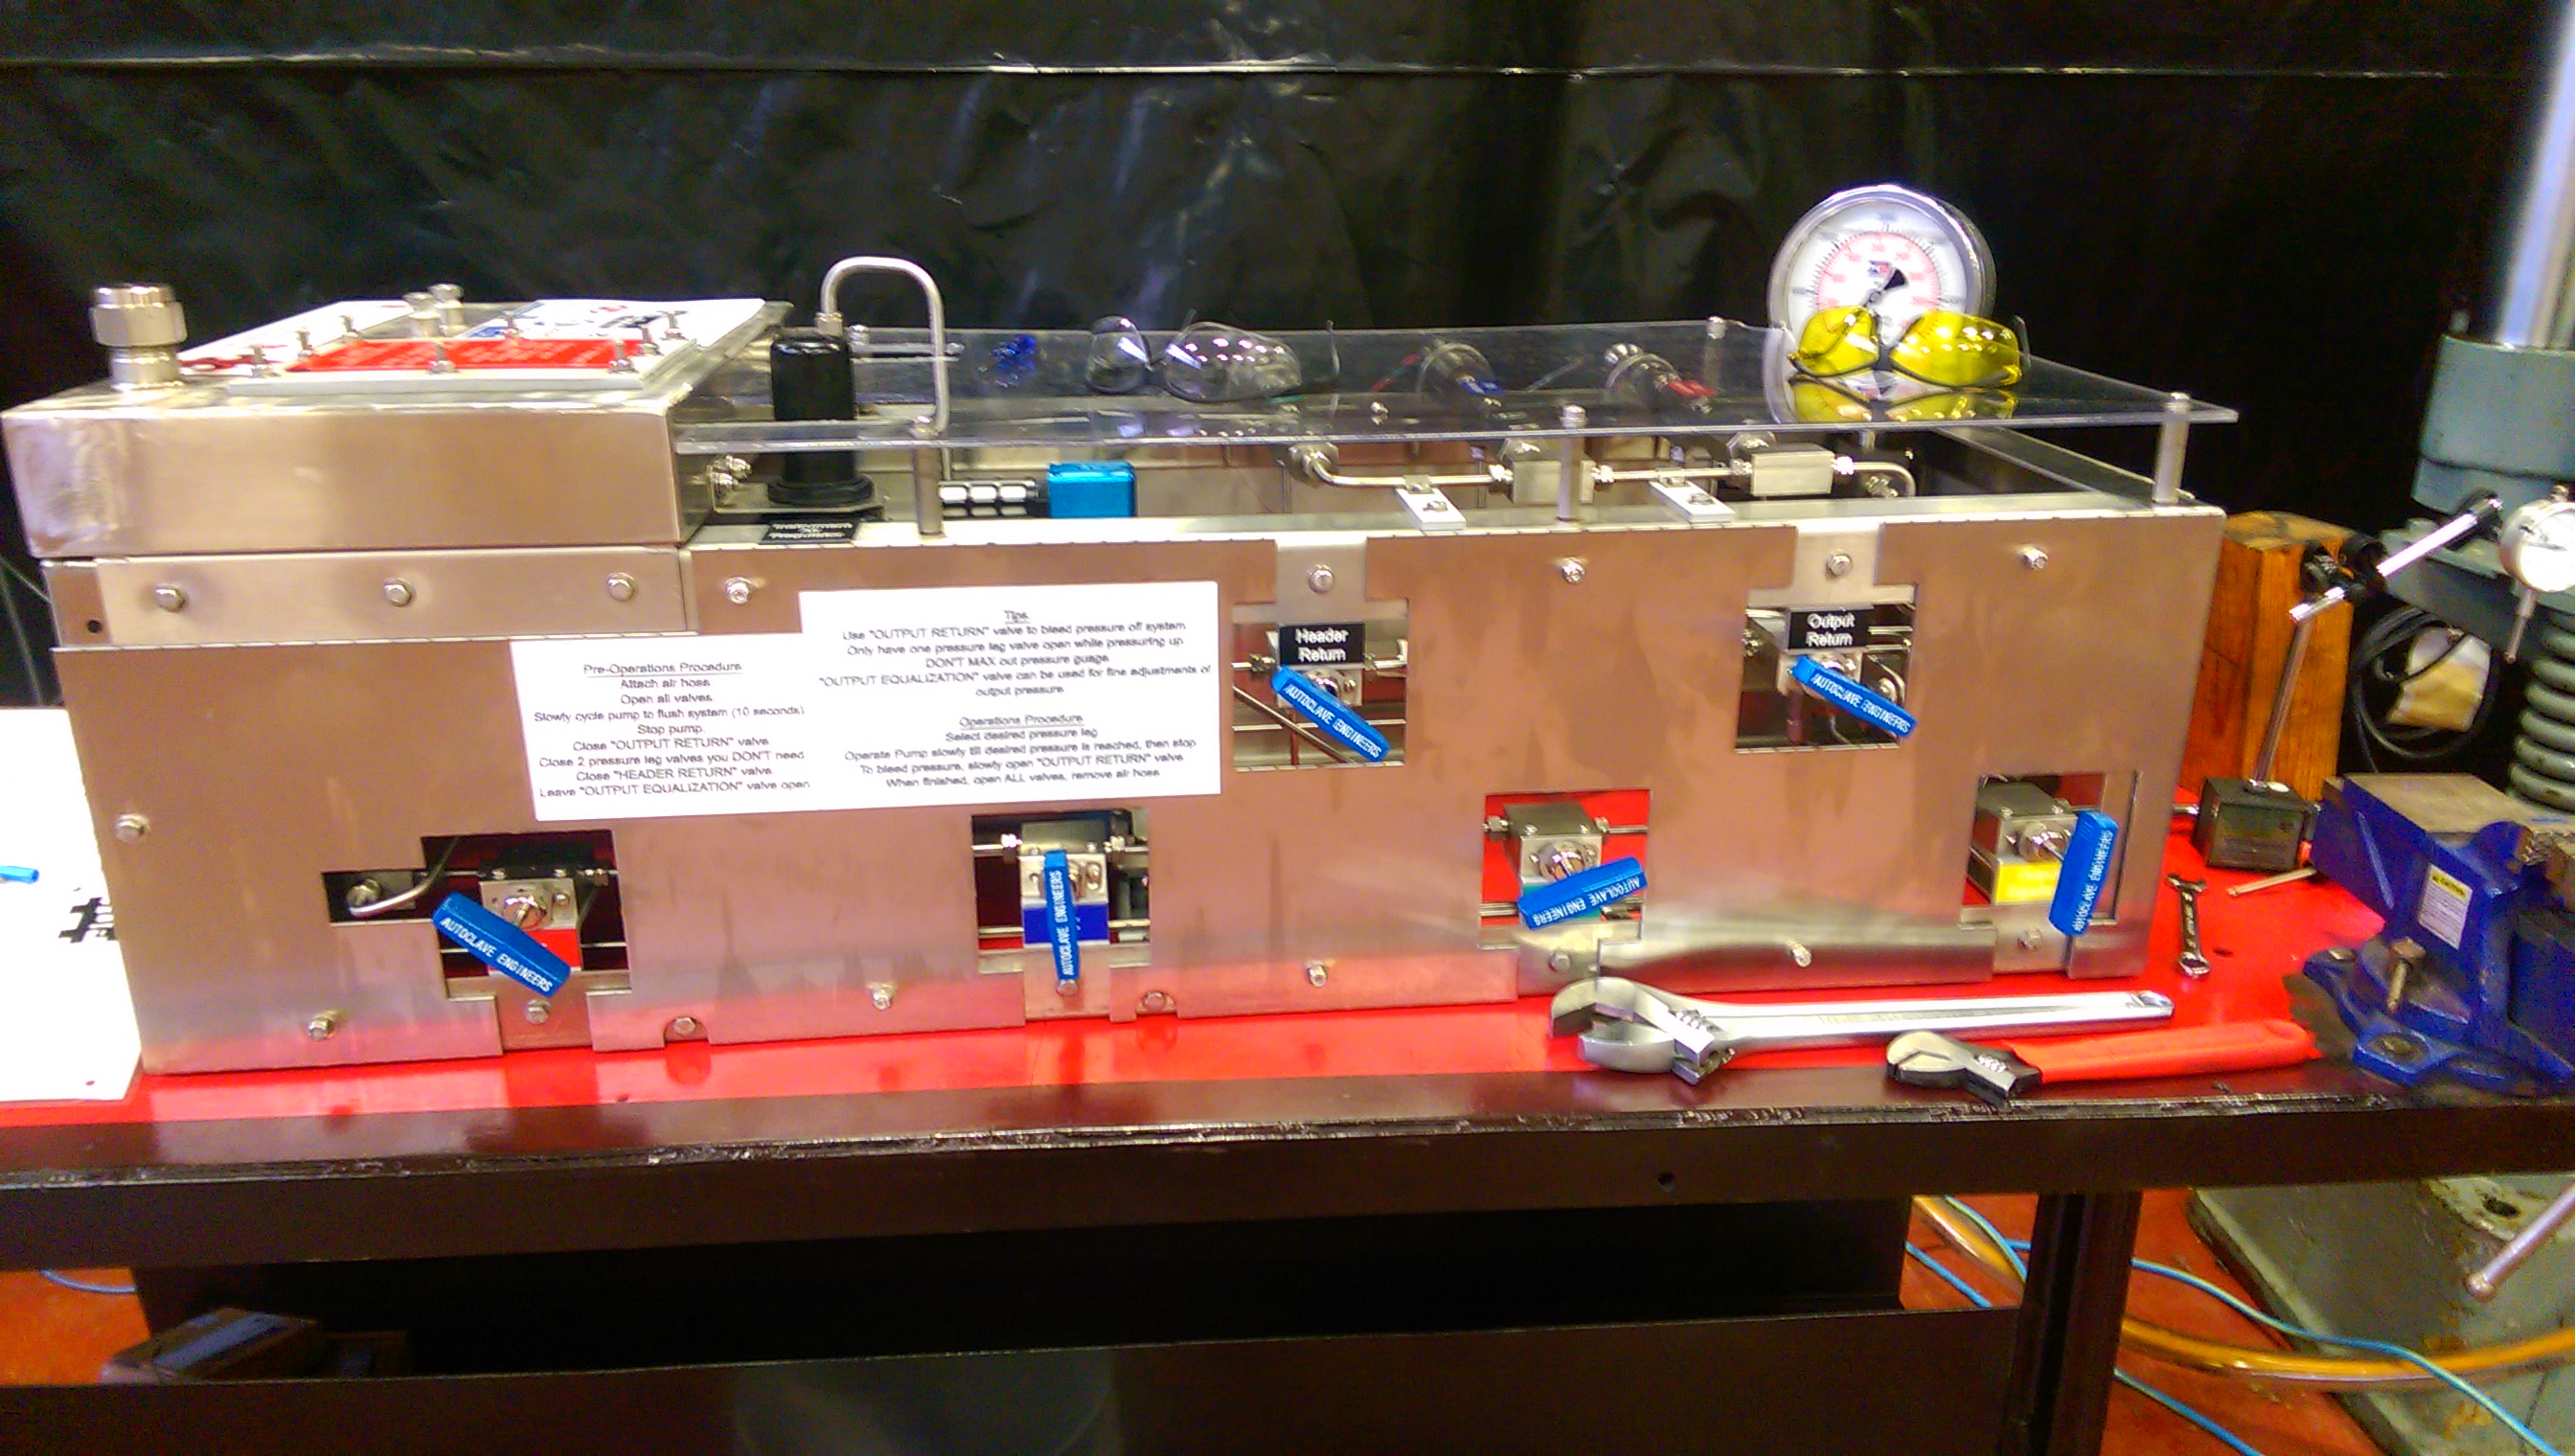 Pre-Operations Procedure
Attach air hose
Open all valves
Slowly cycle pump to flush system (10 seconds)
Stop pump.
Close "OUTPUT RETURN" valve
Close 2 pressure leg valves you DON'T need
Close "HEADER RETURN" valve
Leave "OUTPUT EQUALIZATION" valve open
Tips
Use "OUTPUT RETURN" valve to bleed pressure off system
Only have one pressure leg valve open while pressuring up
DON'T MAX out pressure guage
"OUTPUT EQUALIZATION" valve can be used for fine adjustments of
output pressure
Operations Procedure
Select desired pressure leg
Operate Pump slowly till desired pressure is reached, then stop
To bleed pressure, slowly open "OUTPUT RETURN" valve
When finished, open ALL valves, remove air hose
Header
Return
AUTOCLAVE ENGINEERS
Output
Return
AUTOCLAVE ENGINEERS
AUTOCLAVE ENGINEERS
AUTOCLAVE ENGINEERS
AUTOCLAVE ENGINEERS
AUTOCLAVE ENGINEERS